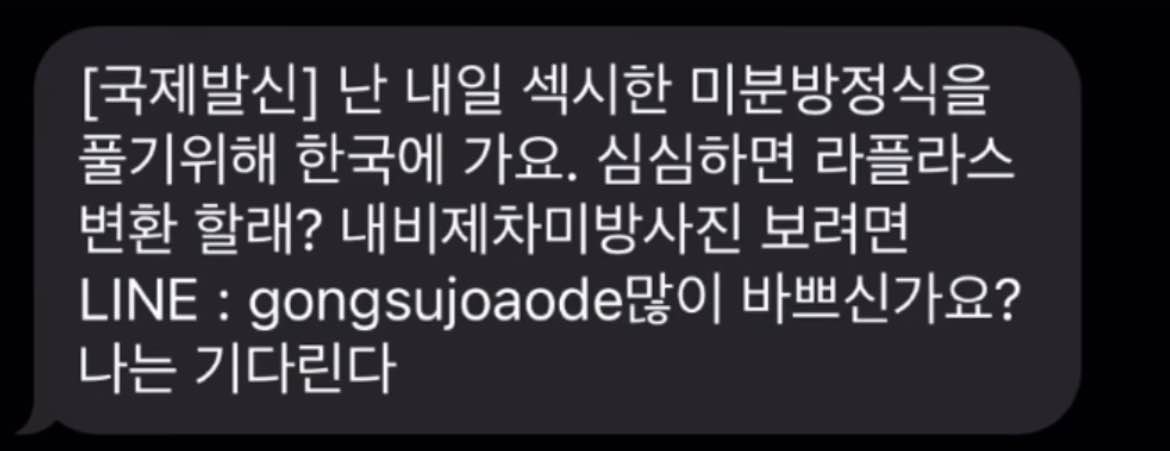 [국제발신] 난 내일 섹시한 미분방정식을
풀기위해 한국에 가요. 심심하면 라플라스
변환 할래? 내비제차미방사진 보려면
LINE : gongsujoaode많이 바쁘신가요?
나는 기다린다